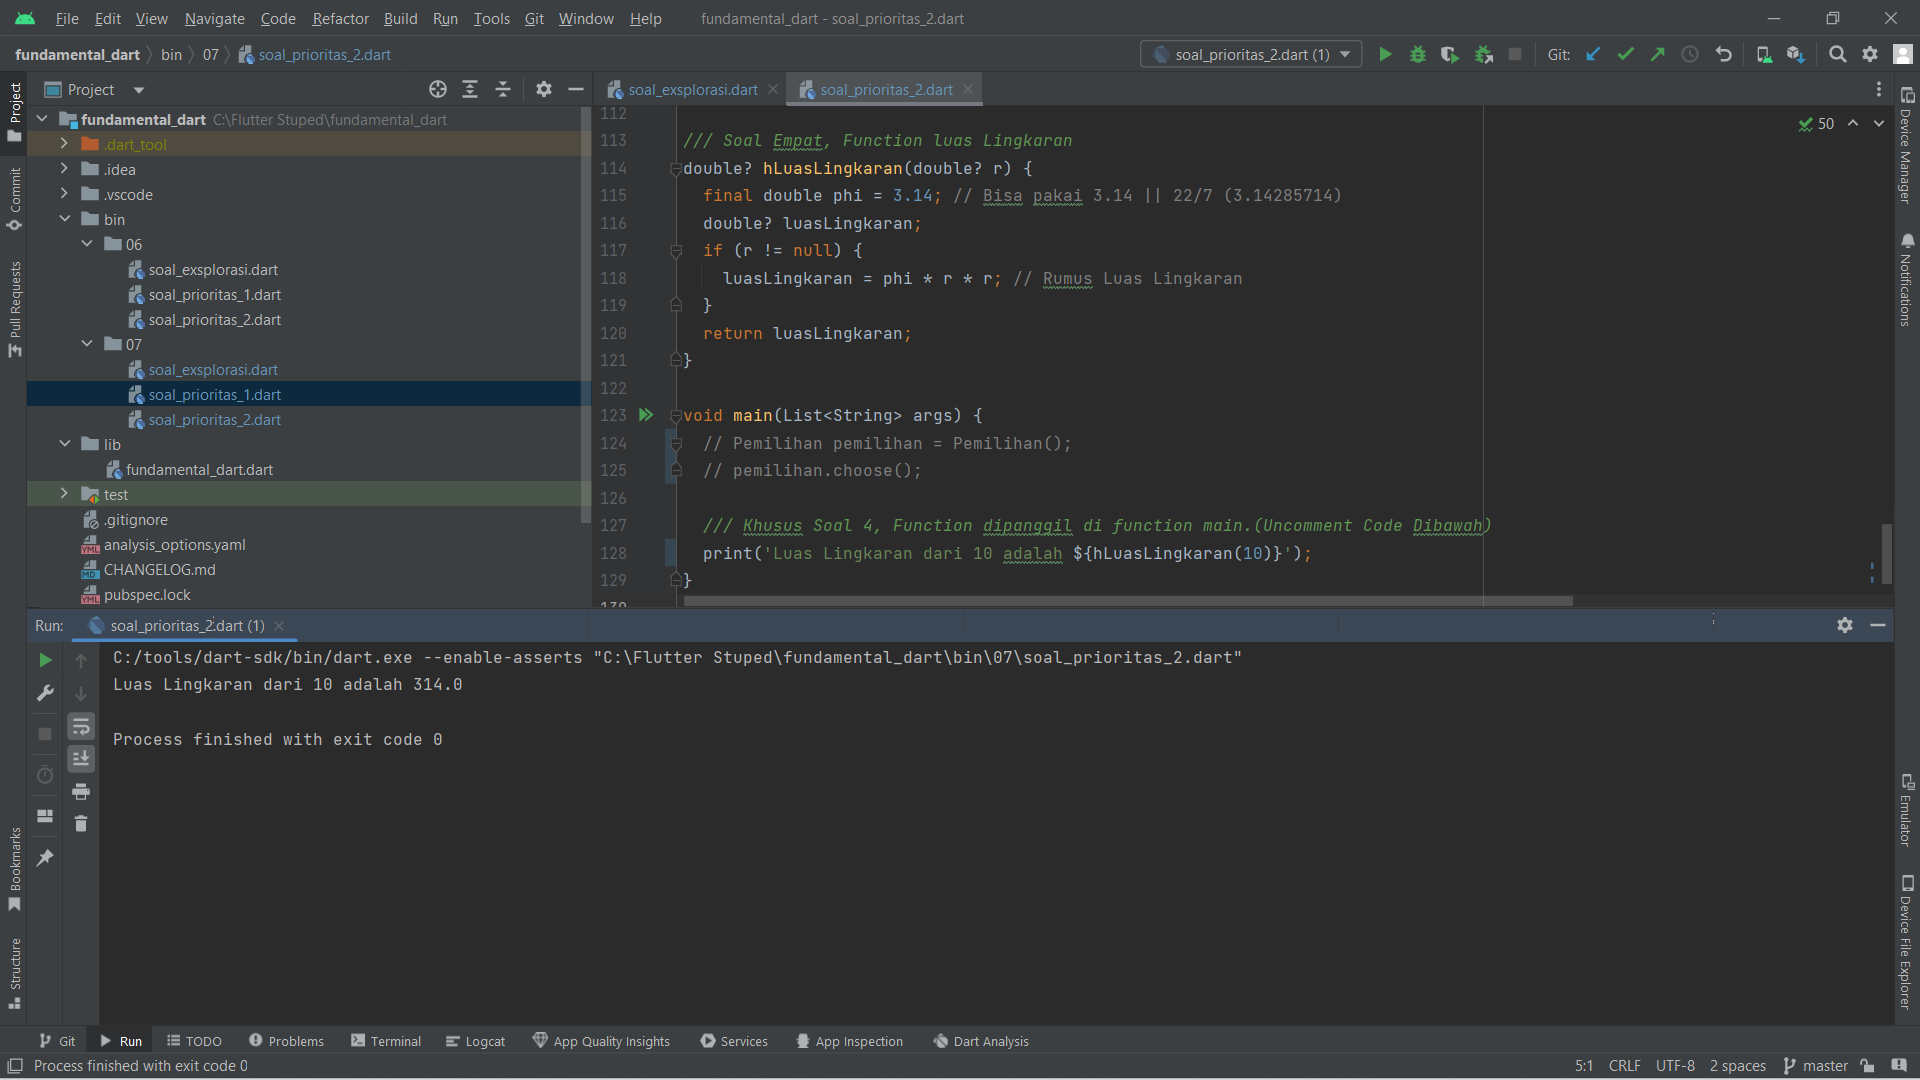 File Edit View Navigate Code Refactor Build Run Tools Git Window Help fundamental_dart - soal_prioritas_2.dart
fundamental_dart bin 07 soal_prioritas_2.dart
soal_prioritas_2.dart (1)
Git:
Project
soal_exsplorasi.dart
soal_prioritas_2.dart
fundamental_dart C:\Flutter Stuped\fundamental_dart
.dart_tool
.idea
.vscode
bin
06
soal_exsplorasi.dart
soal_prioritas_1.dart
soal_prioritas_2.dart
07
soal_exsplorasi.dart
soal_prioritas_1.dart
soal_prioritas_2.dart
lib
fundamental_dart.dart
test
.gitignore
analysis_options.yaml
CHANGELOG.md
pubspec.lock
50
112
113 /// Soal Empat, Function luas Lingkaran
114 double? hLuasLingkaran(double? r) {
115 final double phi = 3.14; // Bisa pakai 3.14 || 22/7 (3.14285714)
116 double? luasLingkaran;
117 if (r != null) {
118 luasLingkaran = phi * r * r; // Rumus Luas Lingkaran
119 }
120 return luasLingkaran;
121 }
122
123 void main(List<String> args) {
124 // Pemilihan pemilihan = Pemilihan();
125 // pemilihan.choose();
126
127 /// Khusus Soal 4, Function dipanggil di function main.(Uncomment Code Dibawah)
128 print('Luas Lingkaran dari 10 adalah ${hLuasLingkaran(10)}');
129 }
130
Project
Commit
Pull Requests
Bookmarks
Structure
Device Manager
Notifications
Emulator
Device File Explorer
Run: soal_prioritas_2.dart (1)
C:/tools/dart-sdk/bin/dart.exe --enable-asserts "C:\Flutter Stuped\fundamental_dart\bin\07\soal_prioritas_2.dart"
Luas Lingkaran dari 10 adalah 314.0
Process finished with exit code 0
Git Run TODO Problems Terminal Logcat App Quality Insights Services App Inspection Dart Analysis
Process finished with exit code 0
5:1 CRLF UTF-8 2 spaces master